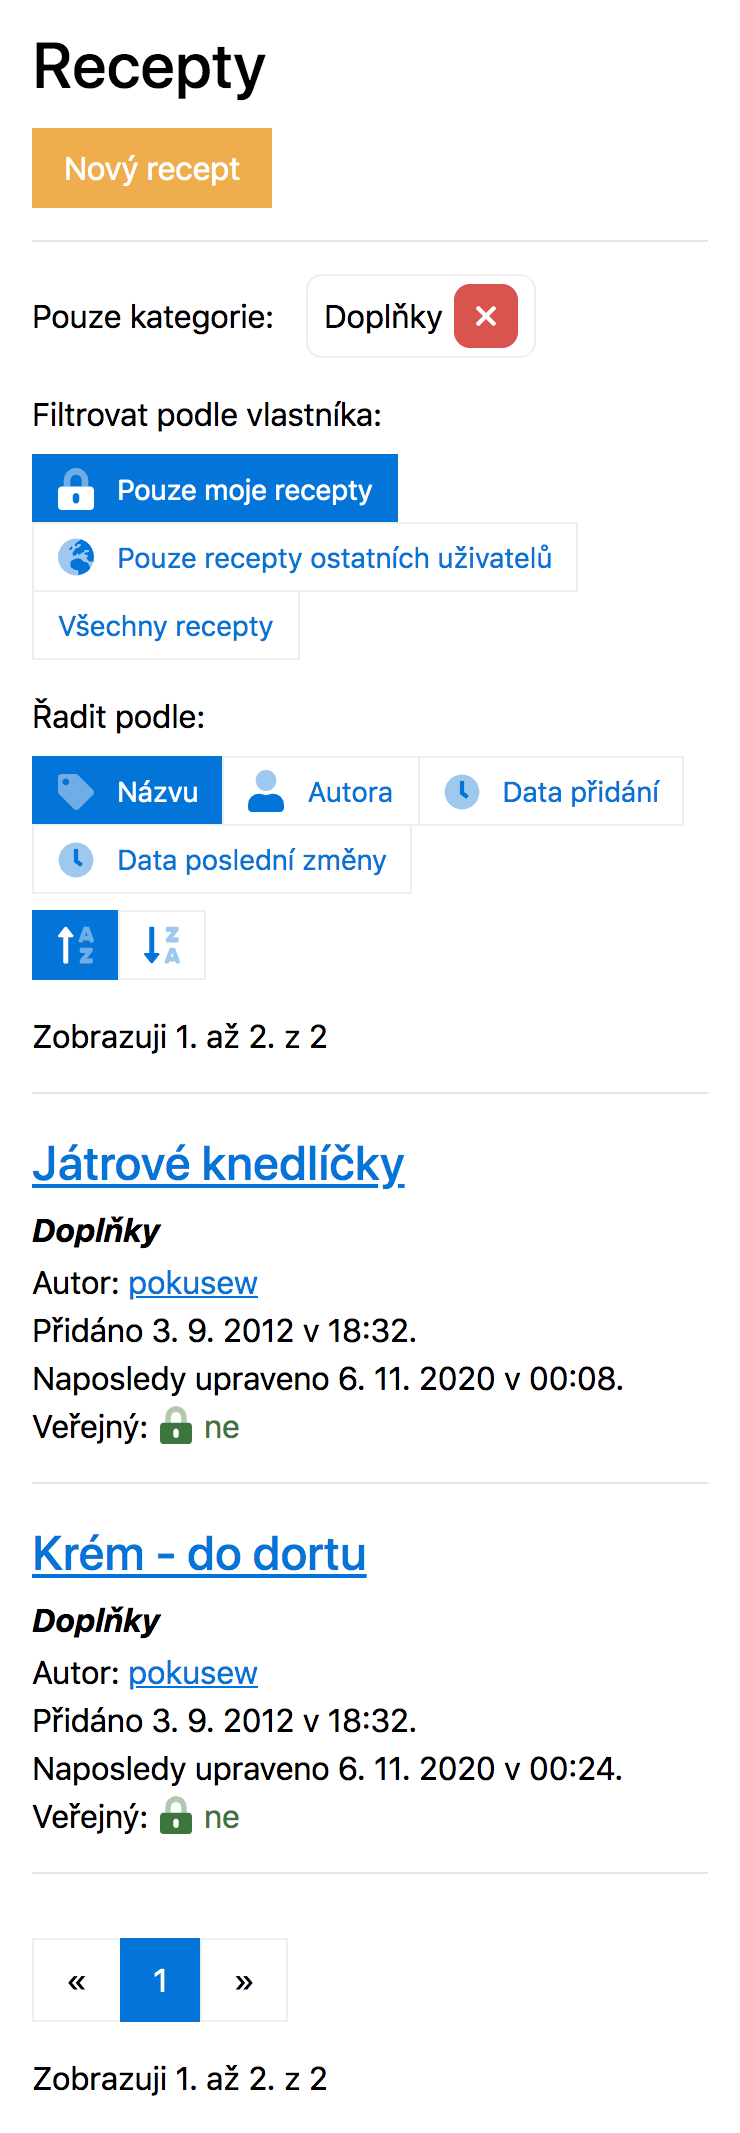 Recepty
Nový recept
Pouze kategorie: Doplňky
Filtrovat podle vlastníka:
Pouze moje recepty
Pouze recepty ostatních uživatelů
Všechny recepty
Řadit podle:
Názvu Autora Data přidání
Data poslední změny
A Z Z A
Zobrazuji 1. až 2. z 2
Játrové knedlíčky
Doplňky
Autor: pokusew
Přidáno 3. 9. 2012 v 18:32.
Naposledy upraveno 6. 11. 2020 v 00:08.
Veřejný: ne
Krém - do dortu
Doplňky
Autor: pokusew
Přidáno 3. 9. 2012 v 18:32.
Naposledy upraveno 6. 11. 2020 v 00:24.
Veřejný: ne
« 1 »
Zobrazuji 1. až 2. z 2